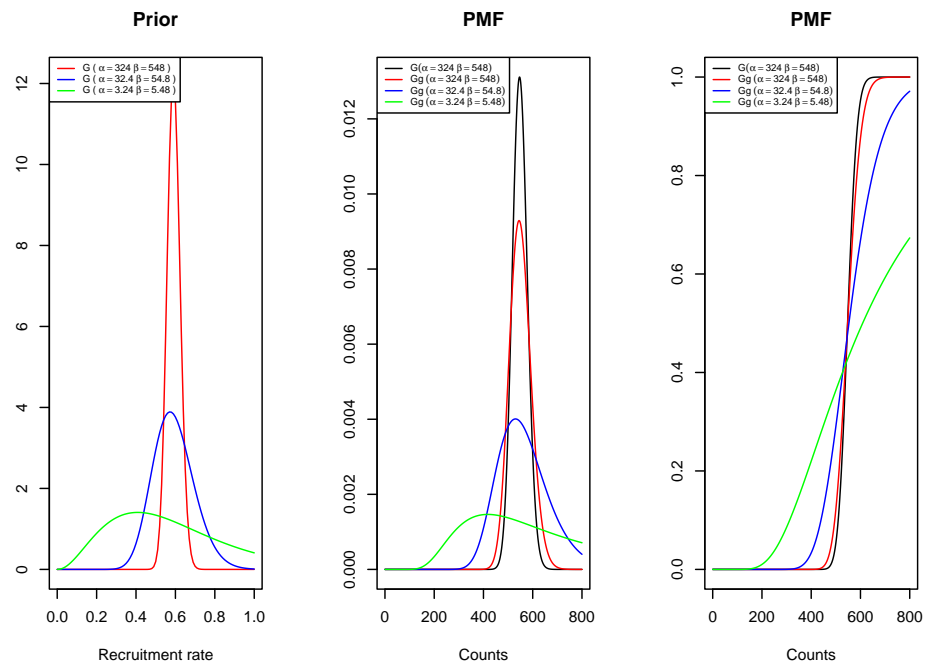 Prior
G ( α = 324 β = 548 )
G ( α = 32.4 β = 54.8 )
G ( α = 3.24 β = 5.48 )
0
2
4
6
8
10
12
0.0 0.2 0.4 0.6 0.8 1.0
Recruitment rate
PMF
G(α = 324 β = 548)
Gg (α = 324 β = 548)
Gg (α = 32.4 β = 54.8)
Gg (α = 3.24 β = 5.48)
0.000
0.002
0.004
0.006
0.008
0.010
0.012
0 200 400 600 800
Counts
PMF
G(α = 324 β = 548)
Gg (α = 324 β = 548)
Gg (α = 32.4 β = 54.8)
Gg (α = 3.24 β = 5.48)
0.0
0.2
0.4
0.6
0.8
1.0
0 200 400 600 800
Counts